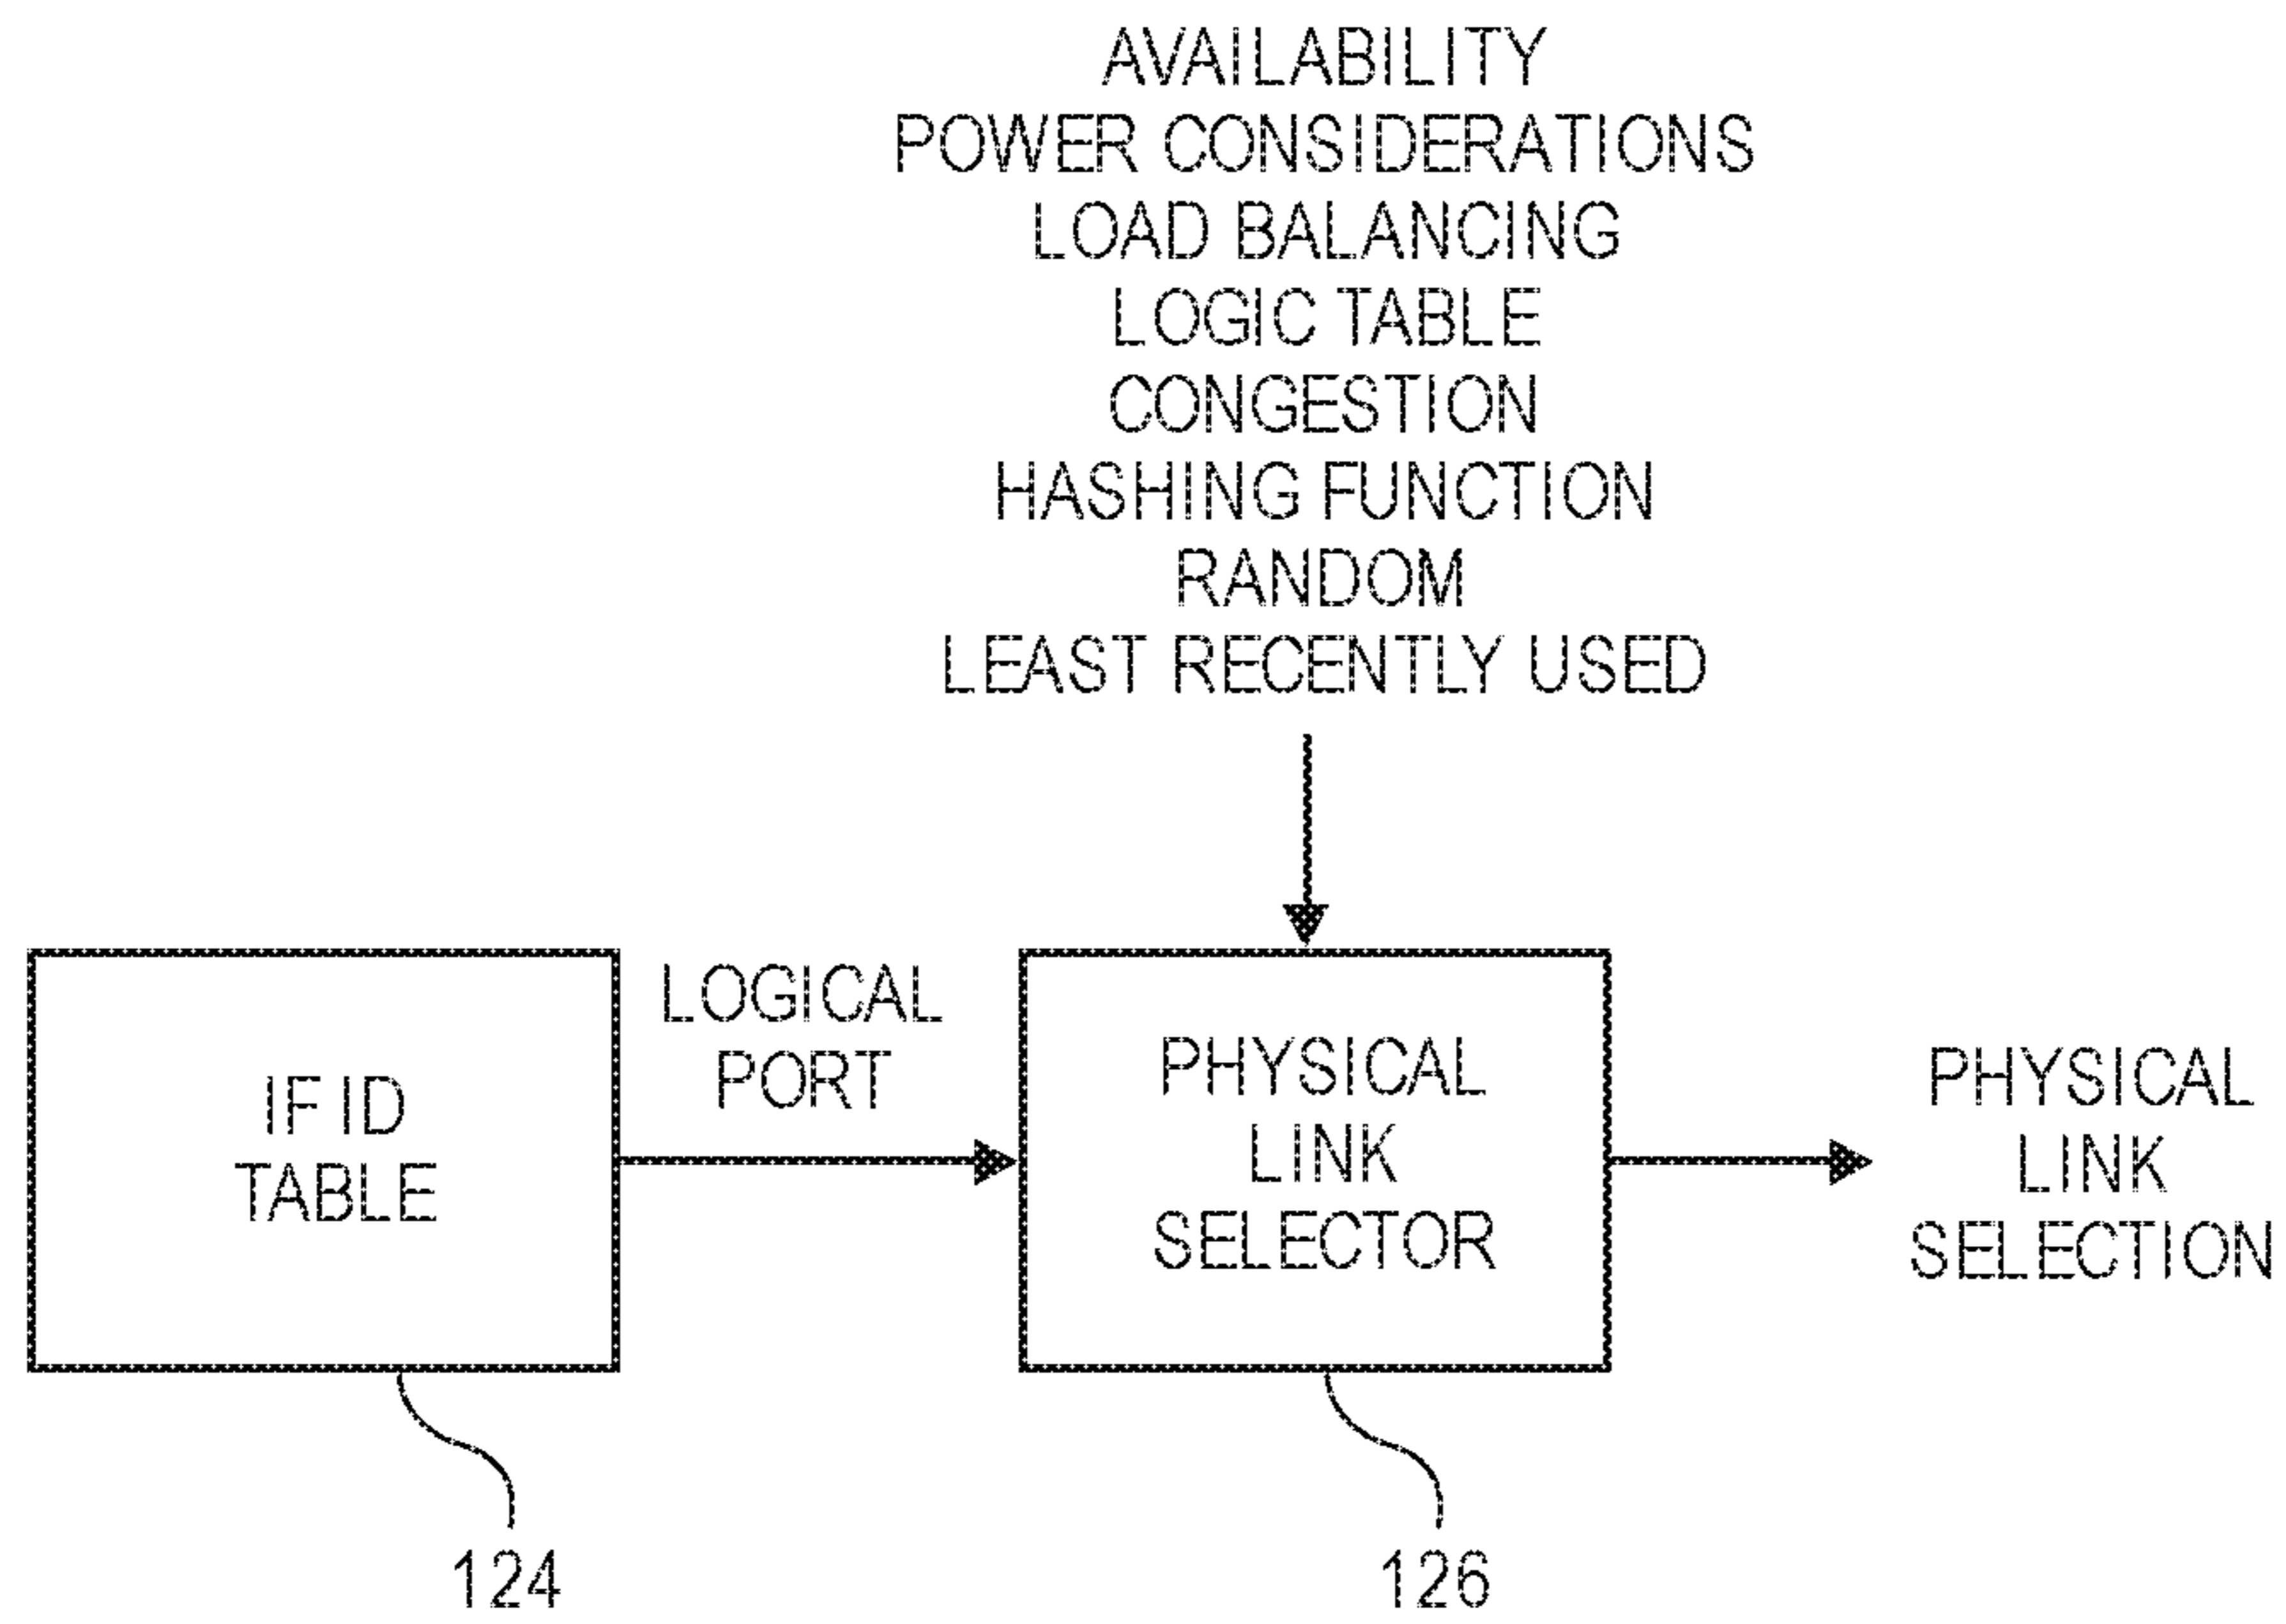 AVAILABILITY
POWER CONSIDERATIONS
LOAD BALANCING
LOGIC TABLE
CONGESTION
HASHING FUNCTION
RANDOM
LEAST RECENTLY USED
IF ID
TABLE
LOGICAL
PORT
PHYSICAL
LINK
SELECTOR
PHYSICAL
LINK
SELECTION
124
126